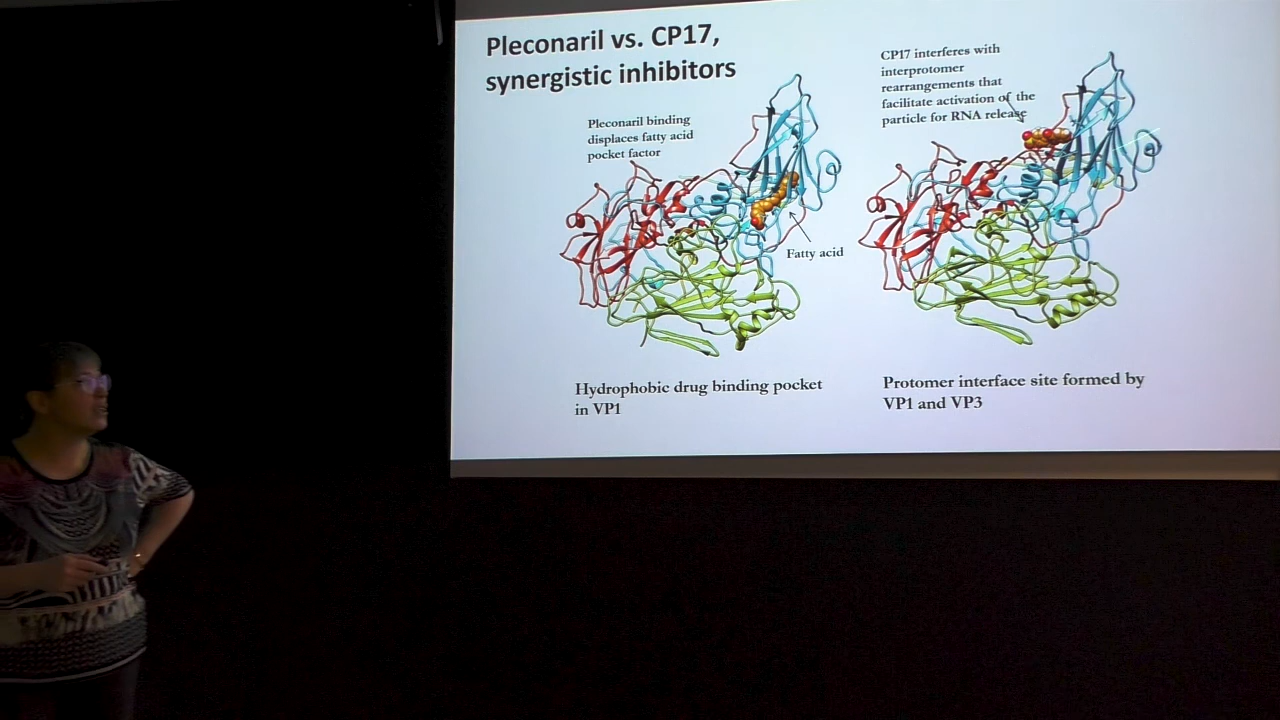 Pleconaril vs. CP17,
synergistic inhibitors
Pleconaril binding
displaces fatty acid
pocket factor
Fatty acid
Hydrophobic drug binding pocket
in VP1
CP17 interferes with
interprotomer
rearrangements that
facilitate activation of the
particle for RNA release
Protomer interface site formed by
VP1 and VP3